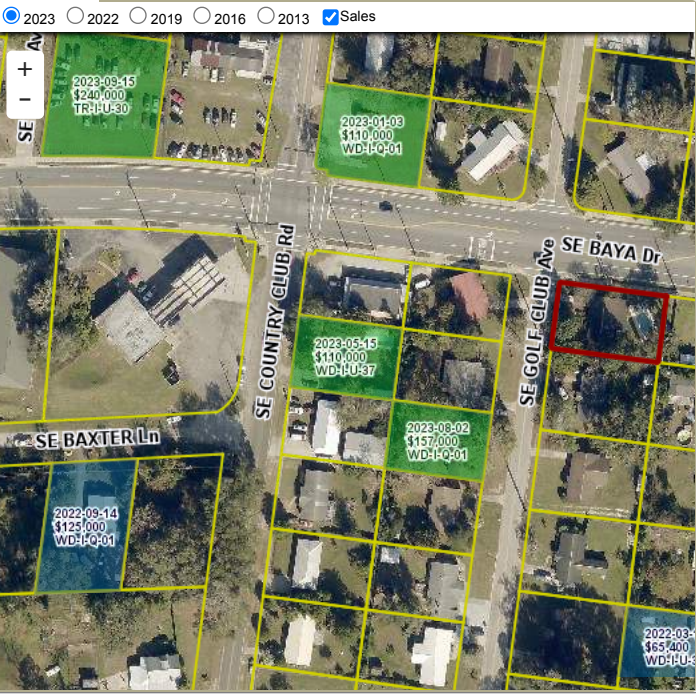 2023 2022 2019 2016 2013 Sales
+
−
SE
Av
2023-09-15
$240,000
TR-I-U-30
2023-01-03
$110,000
WD-I-Q-01
SE BAYA Dr
SE COUNTRY CLUB Rd
SE GOLF CLUB Ave
2023-05-15
$110,000
WD-I-U-37
2023-08-02
$157,000
WD-I-Q-01
SE BAXTER Ln
2022-09-14
$125,000
WD-I-Q-01
2022-03-
$65,400
WD-I-U-